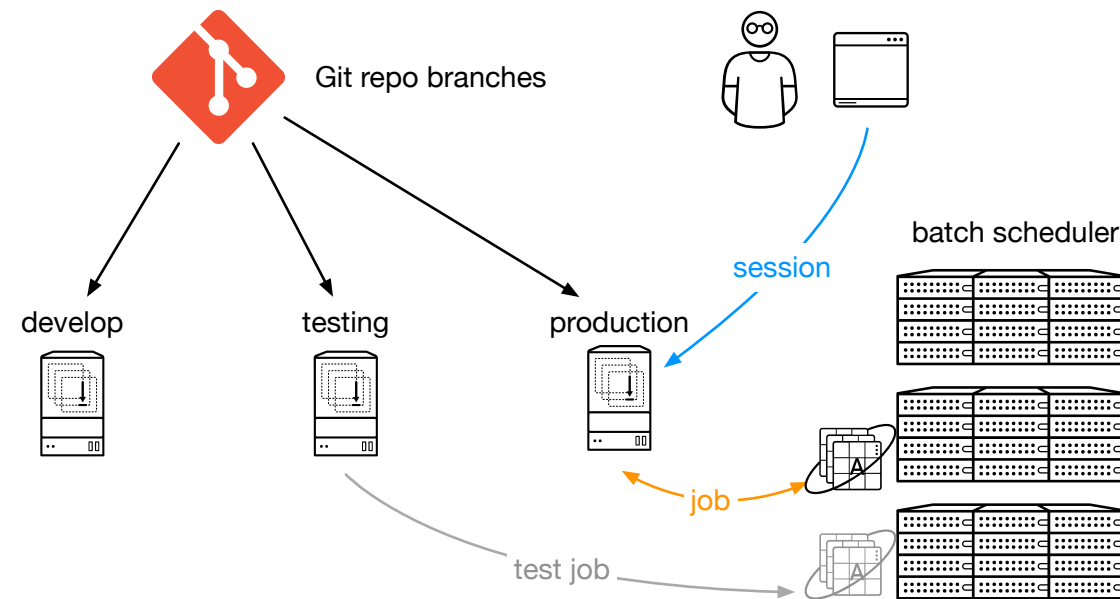 Git repo branches
batch scheduler
session
develop
testing
production
A
job
test job
A